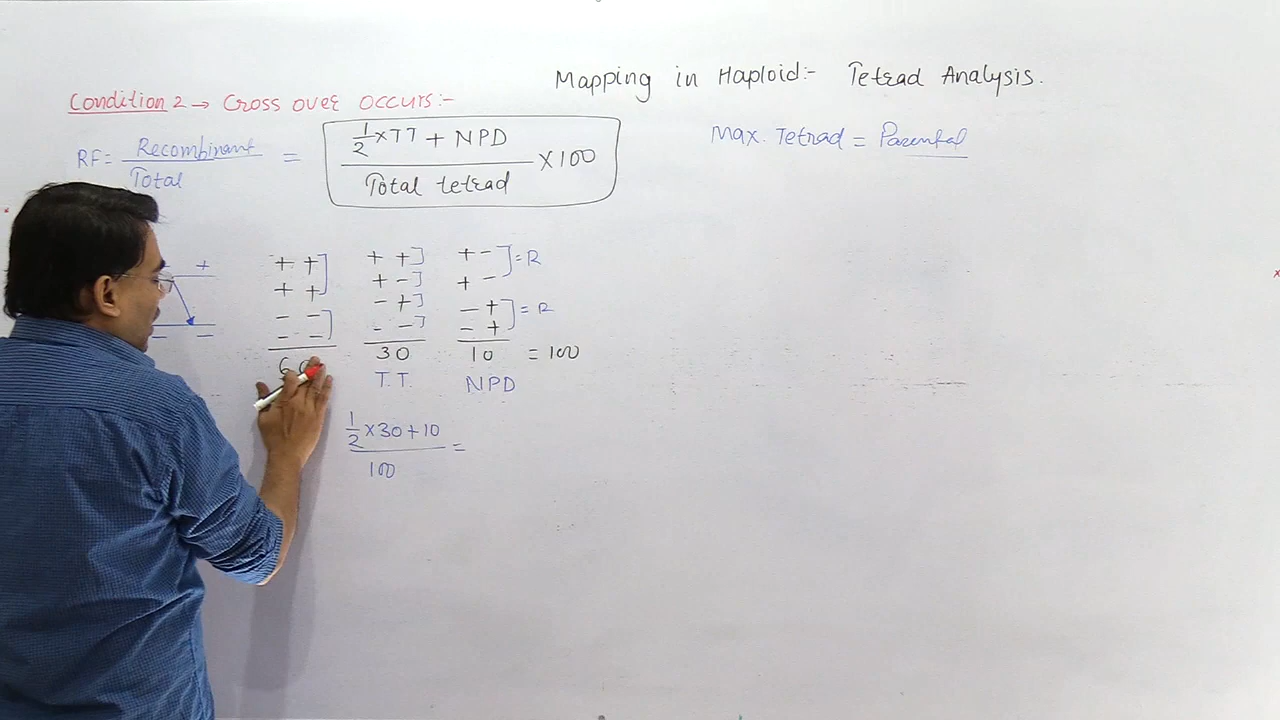 Mapping in Haploid:- Tetrad Analysis.
Condition 2 → Cross over occurs:-
RF = Recombinant / Total = ½ × TT + NPD / Total tetrad × 100
Max. Tetrad = Parental
+
+ + + + + - = R
+ + + - + -
- - - + - + = R
- - - - - - - +
60 30 10 = 100
T.T. NPD
½ × 30 + 10 / 100 =